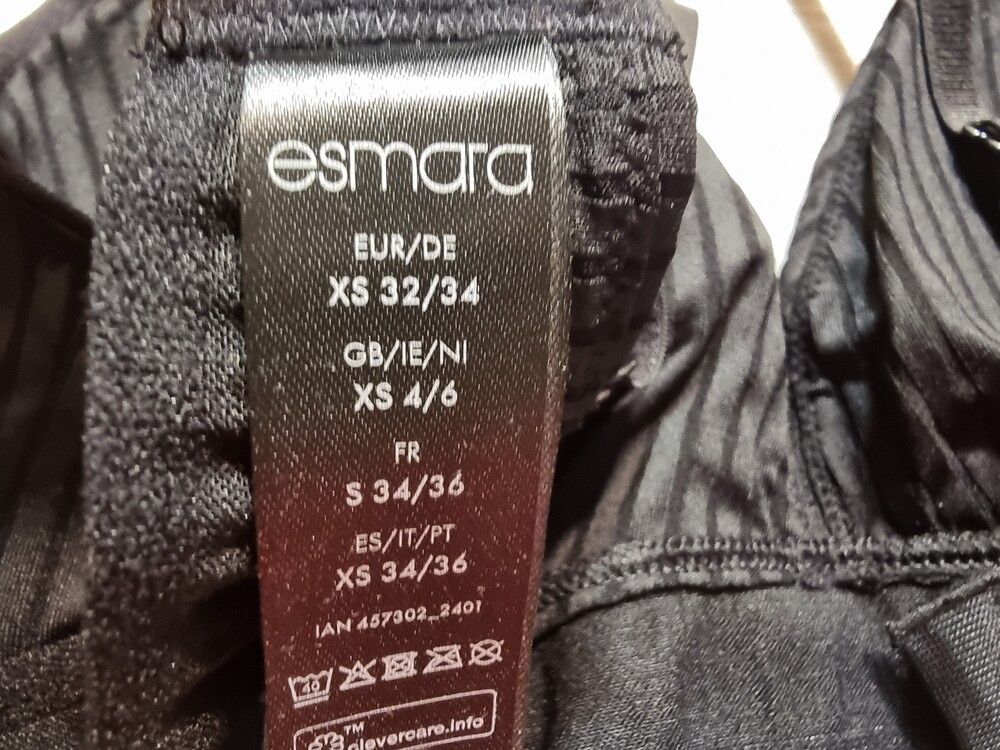 esmara
EUR/DE
XS 32/34
GB/IE/NI
XS 4/6
FR
S 34/36
ES/IT/PT
XS 34/36
IAN 457302_2401
40
TM
clevercare.info